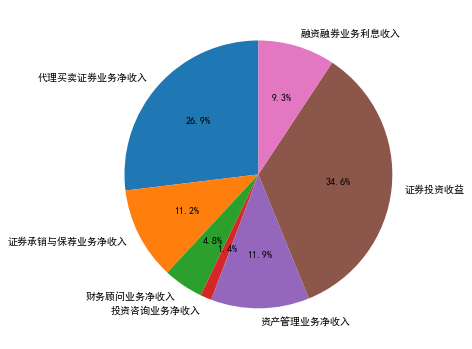 融资融券业务利息收入
代理买卖证券业务净收入
9.3%
26.9%
34.6%
证券投资收益
11.2%
证券承销与保荐业务净收入
4.8%
1.4%
11.9%
财务顾问业务净收入
投资咨询业务净收入
资产管理业务净收入